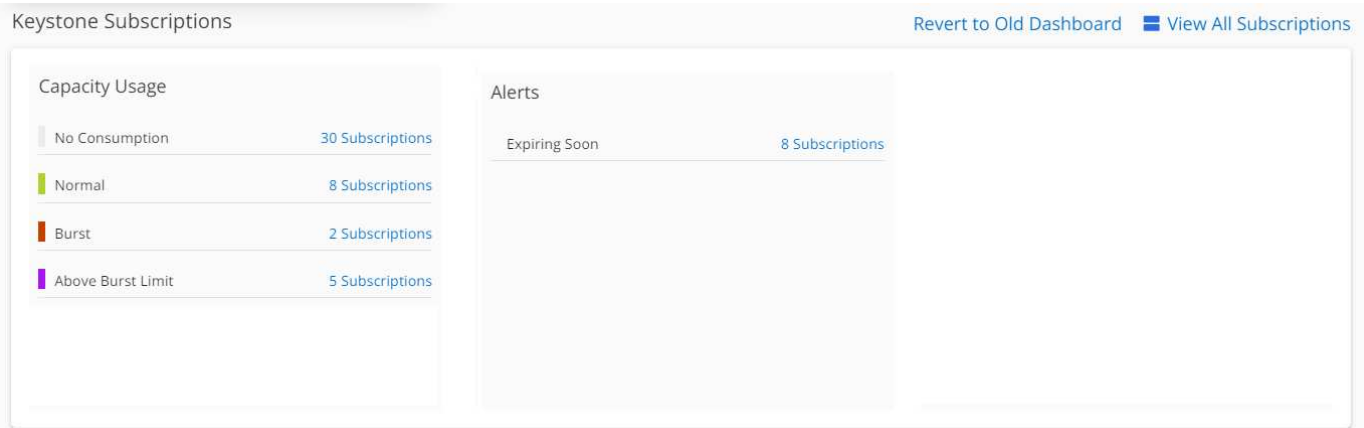 Keystone Subscriptions
Revert to Old Dashboard View All Subscriptions
Capacity Usage
No Consumption 30 Subscriptions
Normal 8 Subscriptions
Burst 2 Subscriptions
Above Burst Limit 5 Subscriptions
Alerts
Expiring Soon 8 Subscriptions